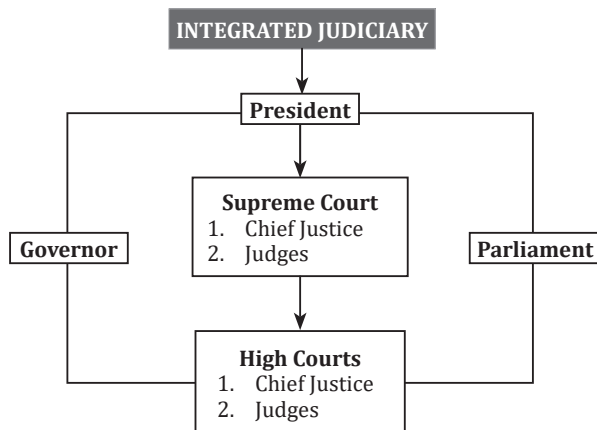 INTEGRATED JUDICIARY
President
Supreme Court
1. Chief Justice
2. Judges
Governor
Parliament
High Courts
1. Chief Justice
2. Judges